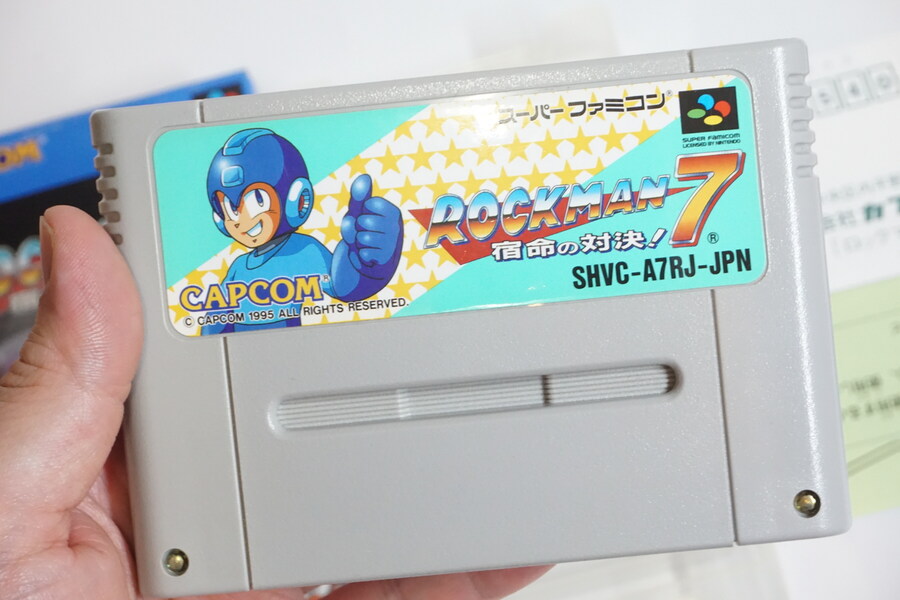 スーパーファミコン
SUPER FAMICOM
LICENSED BY NINTENDO
ROCKMAN 7
宿命の対決!
®
SHVC-A7RJ-JPN
CAPCOM®
© CAPCOM 1995 ALL RIGHTS RESERVED.